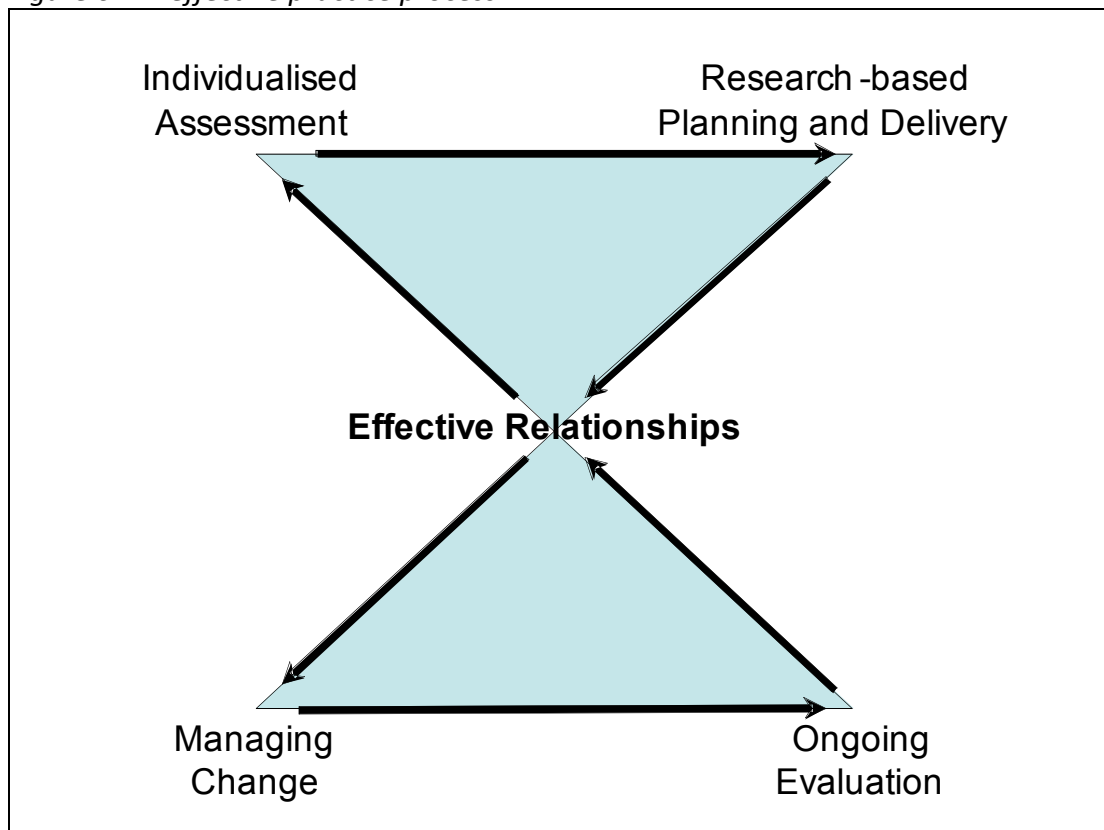 Individualised
Assessment
Research -based
Planning and Delivery
Effective Relationships
Managing
Change
Ongoing
Evaluation